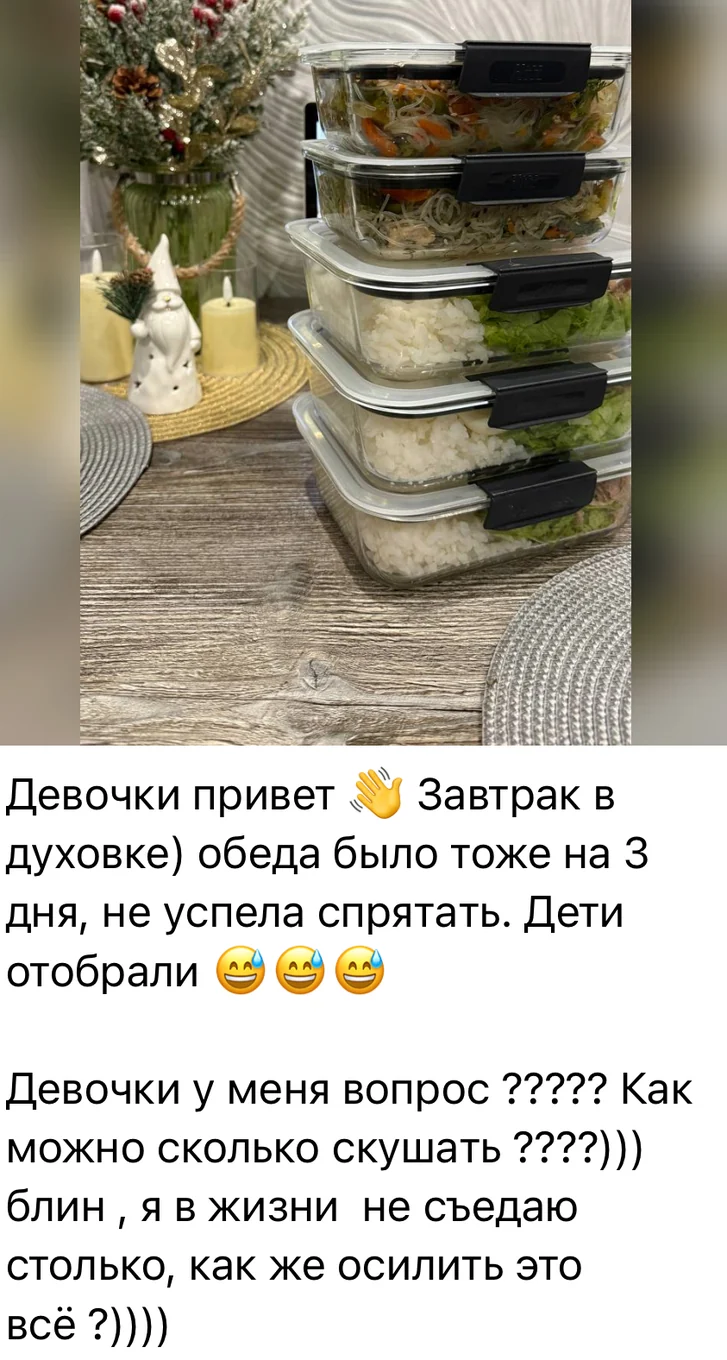 Девочки привет 👋 Завтрак в
духовке) обеда было тоже на 3
дня, не успела спрятать. Дети
отобрали 😅😅😅
Девочки у меня вопрос ????? Как
можно сколько скушать ????)))
блин , я в жизни  не съедаю
столько, как же осилить это
всё ?))))